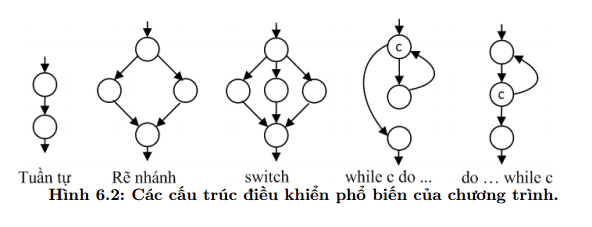 c
c
Tuần tự
Rẽ nhánh
switch
while c do ...
do ... while c
Hình 6.2: Các cấu trúc điều khiển phổ biến của chương trình.